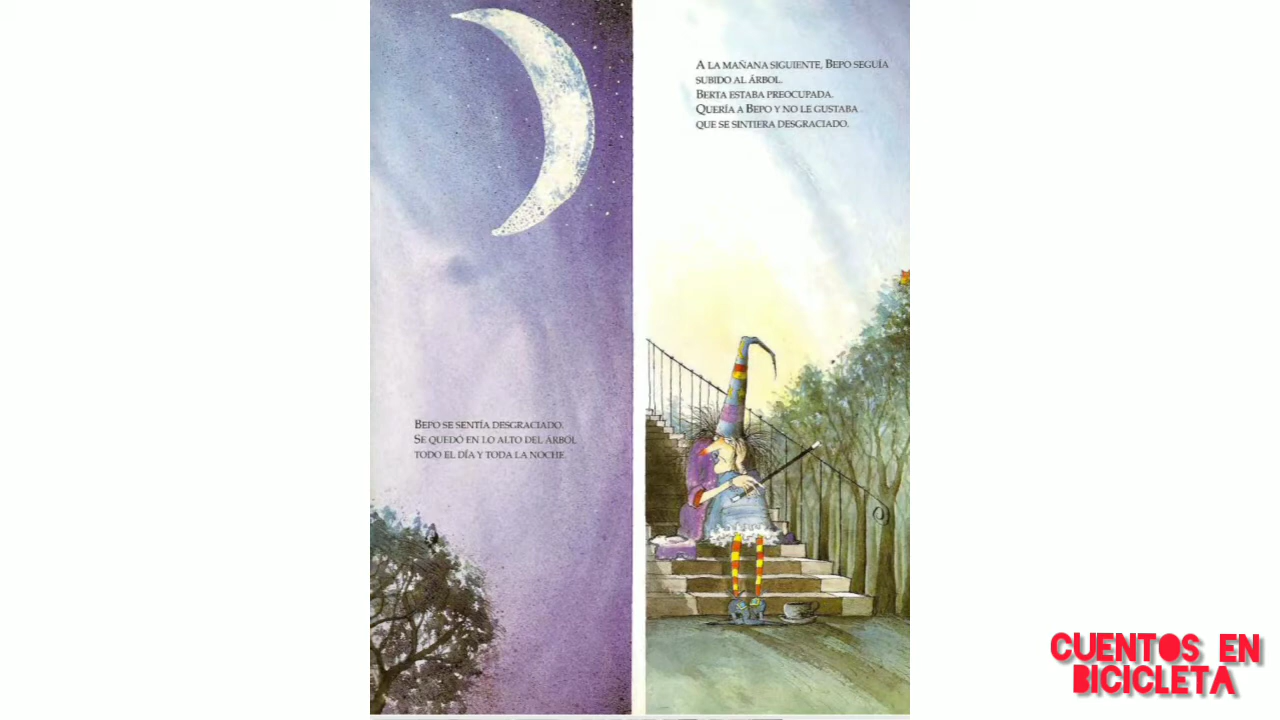 BEPO SE SENTÍA DESGRACIADO.
SE QUEDÓ EN LO ALTO DEL ÁRBOL
TODO EL DÍA Y TODA LA NOCHE.
A LA MAÑANA SIGUIENTE, BEPO SEGUÍA
SUBIDO AL ÁRBOL.
BERTA ESTABA PREOCUPADA.
QUERÍA A BEPO Y NO LE GUSTABA
QUE SE SINTIERA DESGRACIADO.
CUENTOS EN
BICICLETA